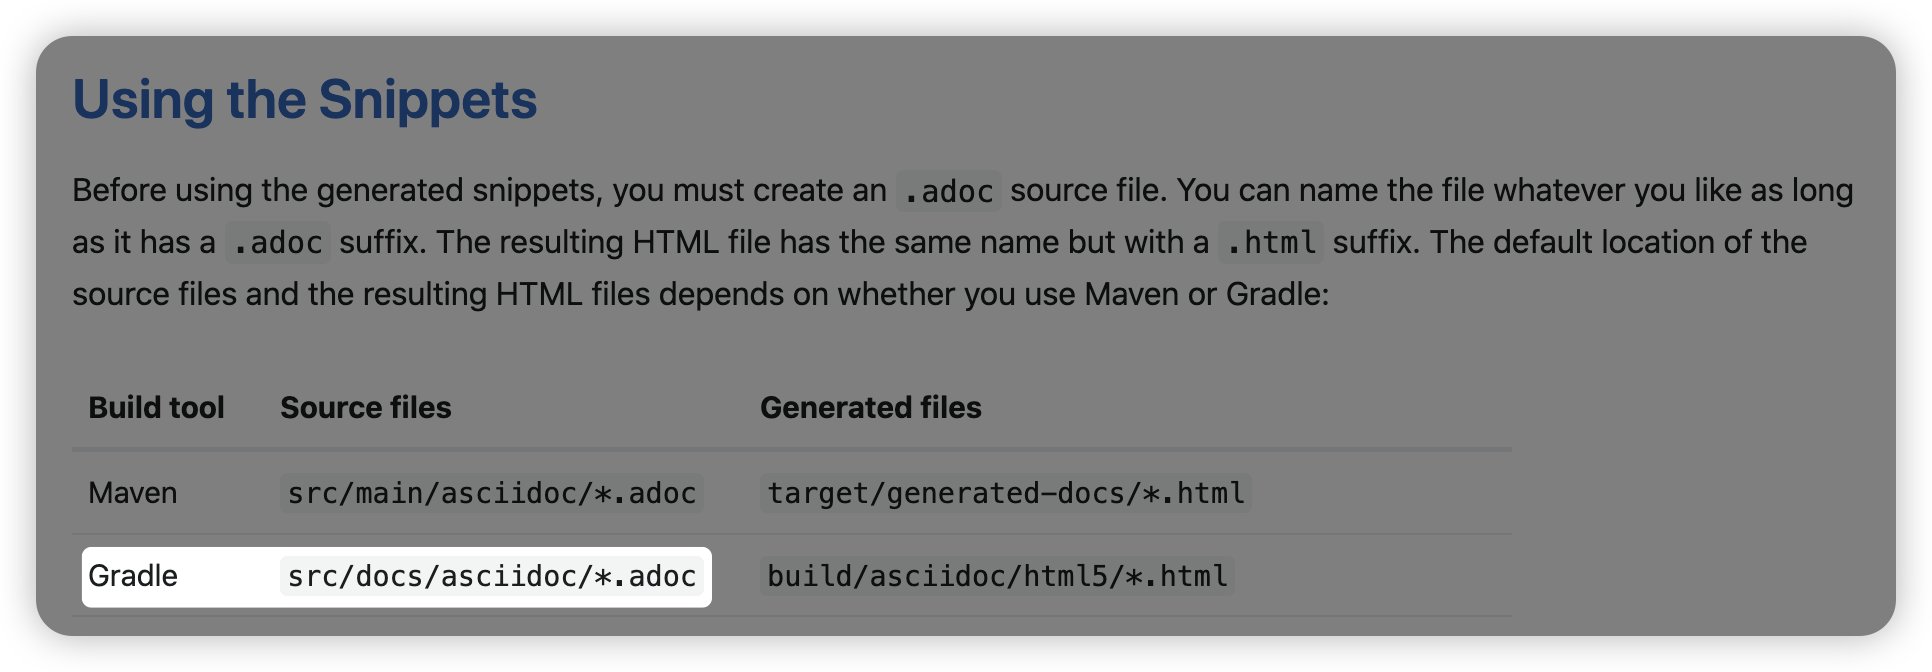 Using the Snippets
Before using the generated snippets, you must create an .adoc source file. You can name the file whatever you like as long
as it has a .adoc suffix. The resulting HTML file has the same name but with a .html suffix. The default location of the
source files and the resulting HTML files depends on whether you use Maven or Gradle:
Build tool Source files Generated files
Maven src/main/asciidoc/*.adoc target/generated-docs/*.html
Gradle src/docs/asciidoc/*.adoc build/asciidoc/html5/*.html